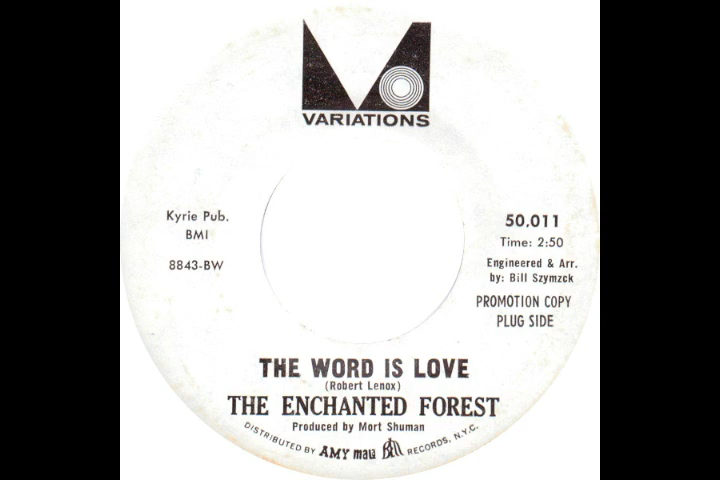 VARIATIONS
Kyrie Pub.
BMI
8843-BW
50.011
Time: 2:50
Engineered & Arr.
by: Bill Szymzck
PROMOTION COPY
PLUG SIDE
THE WORD IS LOVE
(Robert Lenox)
THE ENCHANTED FOREST
Produced by Mort Shuman
DISTRIBUTED BY AMY mala Bell RECORDS, N.Y.C.